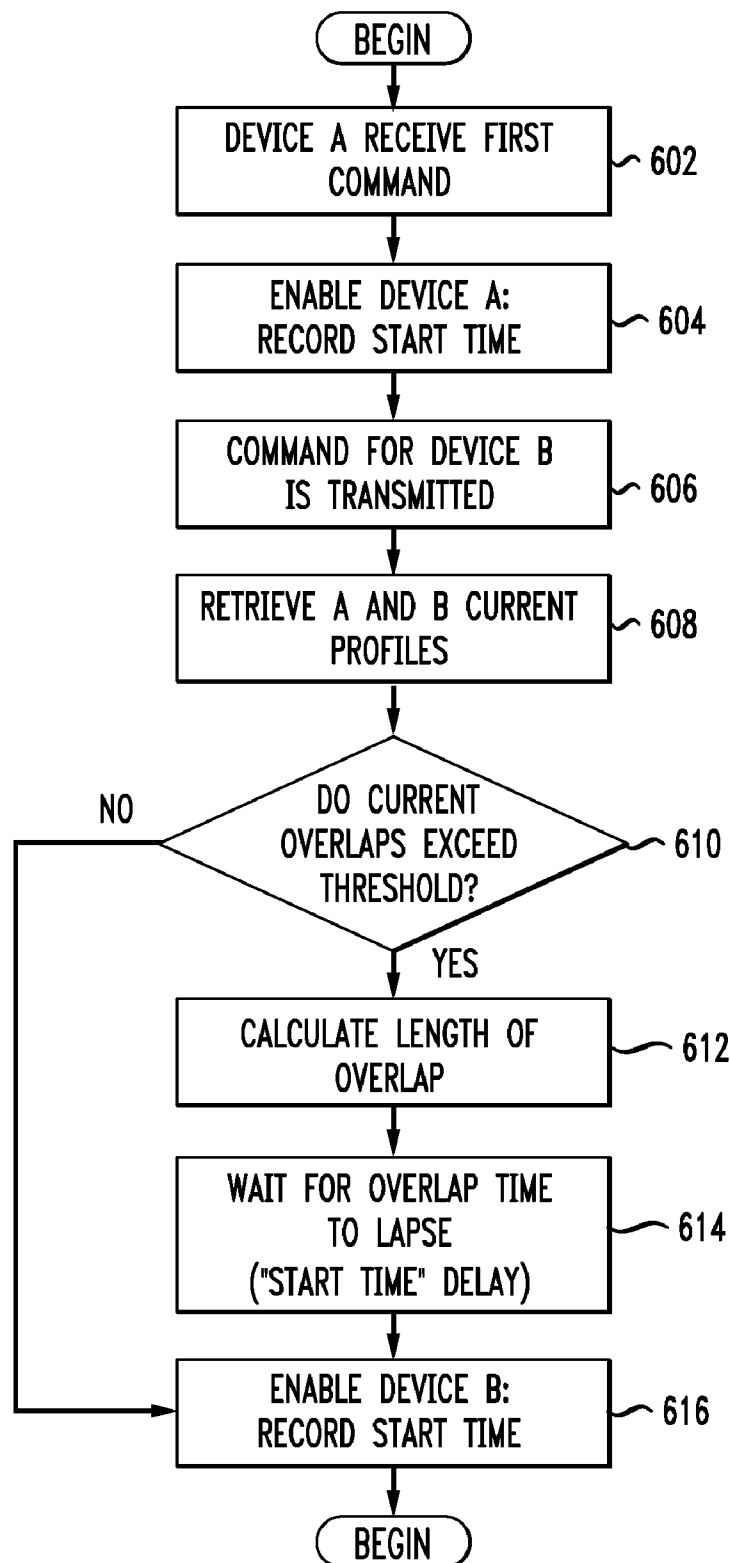 BEGIN
DEVICE A RECEIVE FIRST
COMMAND
602
ENABLE DEVICE A:
RECORD START TIME
604
COMMAND FOR DEVICE B
IS TRANSMITTED
606
RETRIEVE A AND B CURRENT
PROFILES
608
NO
DO CURRENT
OVERLAPS EXCEED
THRESHOLD?
610
YES
CALCULATE LENGTH OF
OVERLAP
612
WAIT FOR OVERLAP TIME
TO LAPSE
("START TIME" DELAY)
614
ENABLE DEVICE B:
RECORD START TIME
616
BEGIN